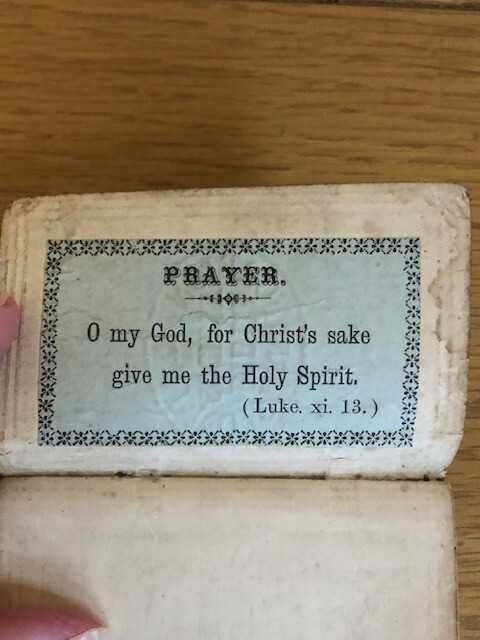 PRAYER.
O my God, for Christ's sake
give me the Holy Spirit.
(Luke. xi. 13.)